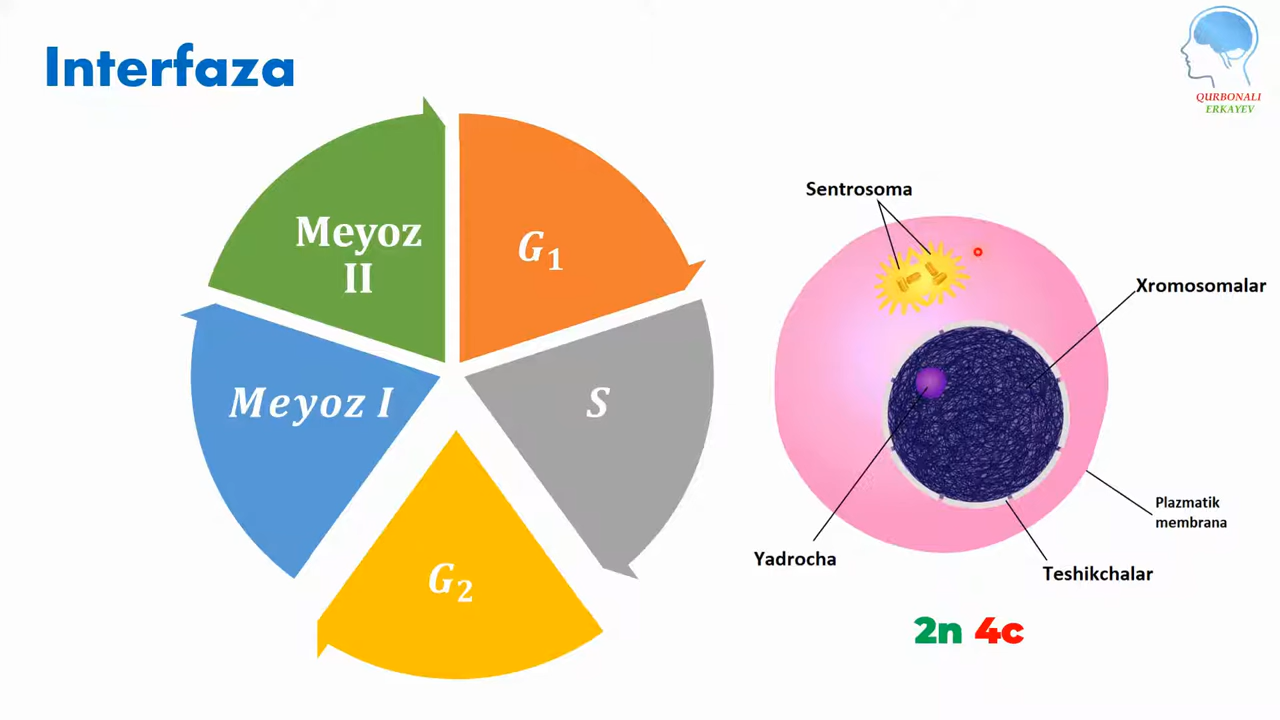 Interfaza
QURBONALI
ERKAYEV
Meyoz
II
G₁
Meyoz I
S
G₂
Sentrosoma
Xromosomalar
Plazmatik
membrana
Yadrocha
Teshikchalar
2n 4c